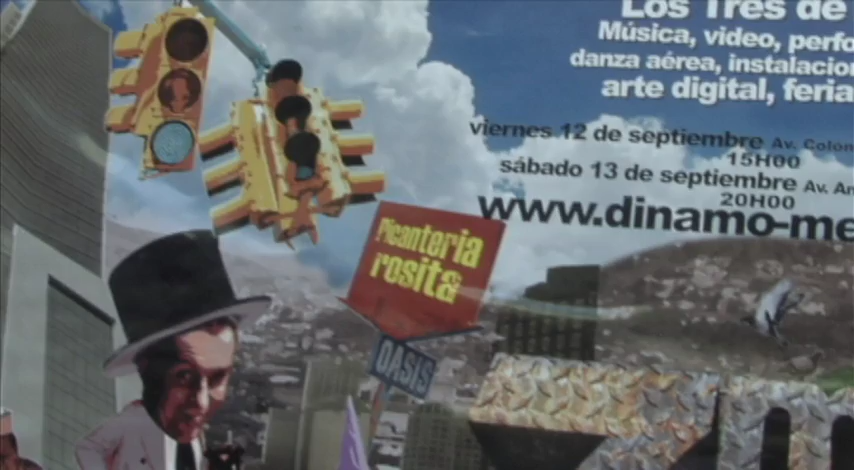 Los Tres de
Música, video, perfo
danza aérea, instalacion
arte digital, feria
viernes 12 de septiembre Av. Colón
15H00
sábado 13 de septiembre Av. Am
20H00
www.dinamo-me
Picanteria
rosita
OASIS